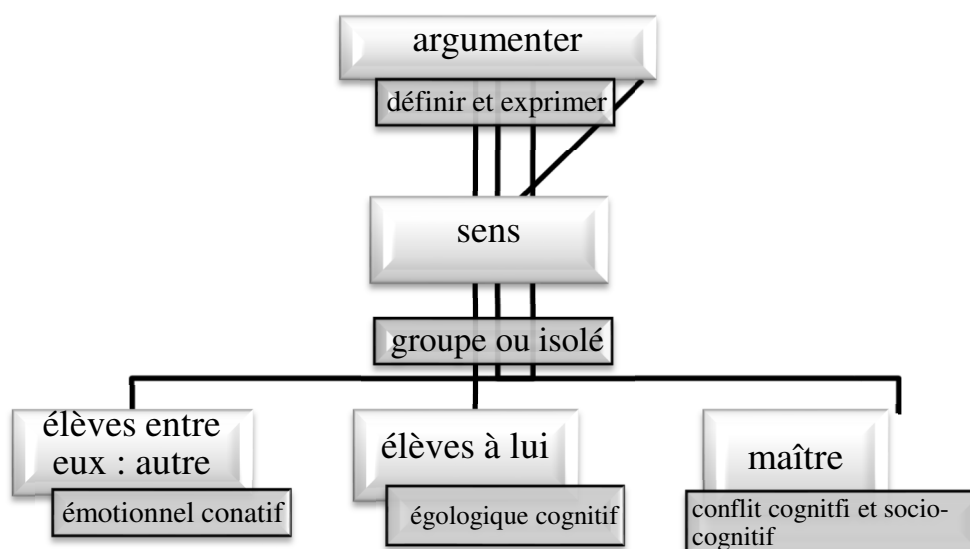 argumenter
définir et exprimer
sens
groupe ou isolé
élèves entre
eux : autre
émotionnel conatif
élèves à lui
égologique cognitif
maître
conflit cognitfi et socio-
cognitif